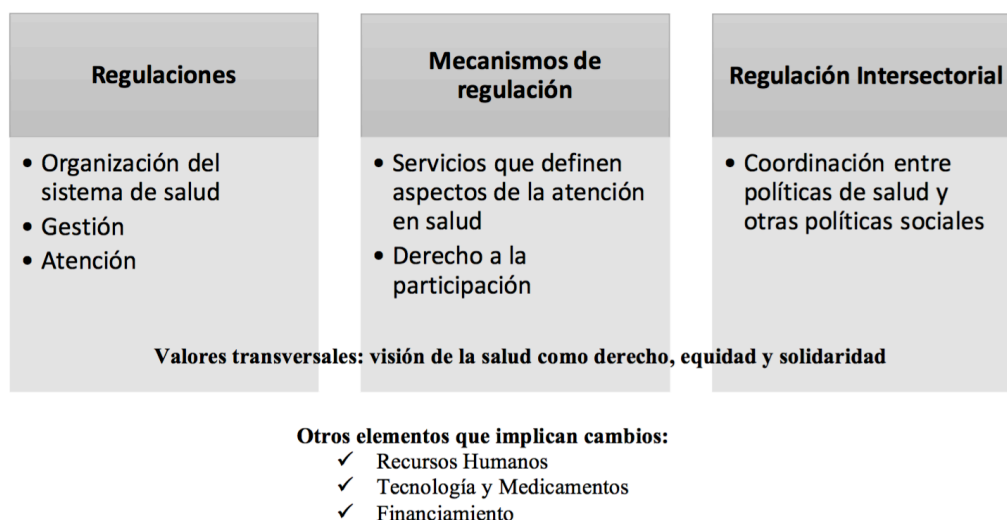 Regulaciones
• Organización del
sistema de salud
• Gestión
• Atención
Mecanismos de
regulación
• Servicios que definen
aspectos de la atención
en salud
• Derecho a la
participación
Regulación Intersectorial
• Coordinación entre
políticas de salud y
otras políticas sociales
Valores transversales: visión de la salud como derecho, equidad y solidaridad
Otros elementos que implican cambios:
✓ Recursos Humanos
✓ Tecnología y Medicamentos
✓ Financiamiento